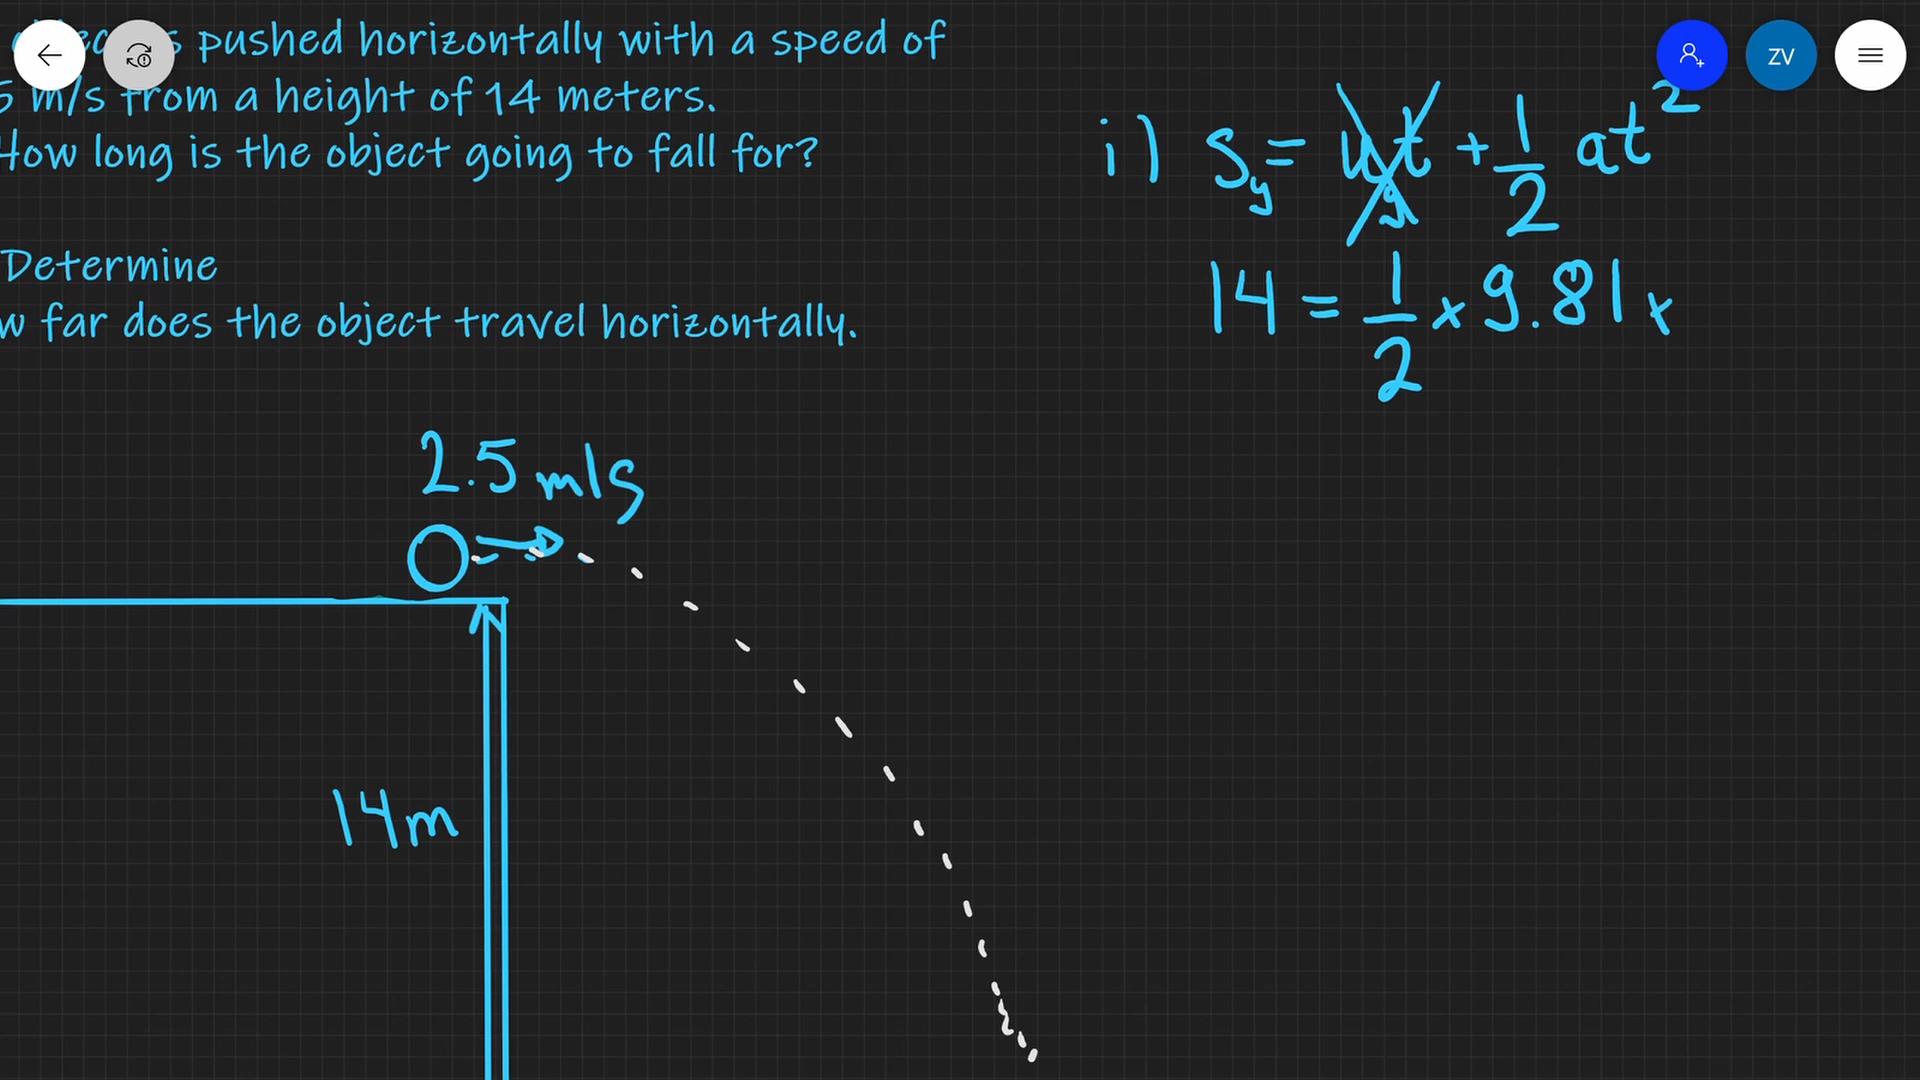 pushed horizontally with a speed of
5 m/s from a height of 14 meters.
How long is the object going to fall for?
Determine
w far does the object travel horizontally.
ZV
i) Sy = uyt + 1/2 at²
14 = 1/2 × 9.81 ×
2.5 m/s
14m